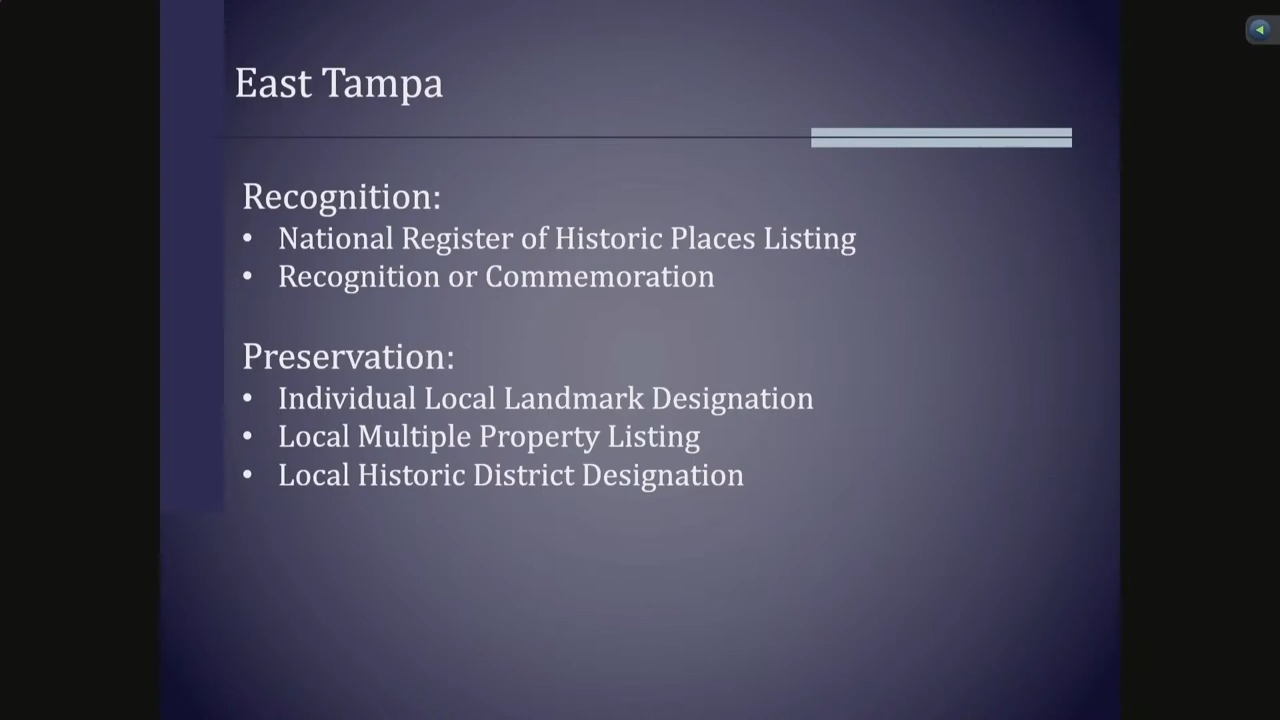 East Tampa
Recognition:
• National Register of Historic Places Listing
• Recognition or Commemoration
Preservation:
• Individual Local Landmark Designation
• Local Multiple Property Listing
• Local Historic District Designation